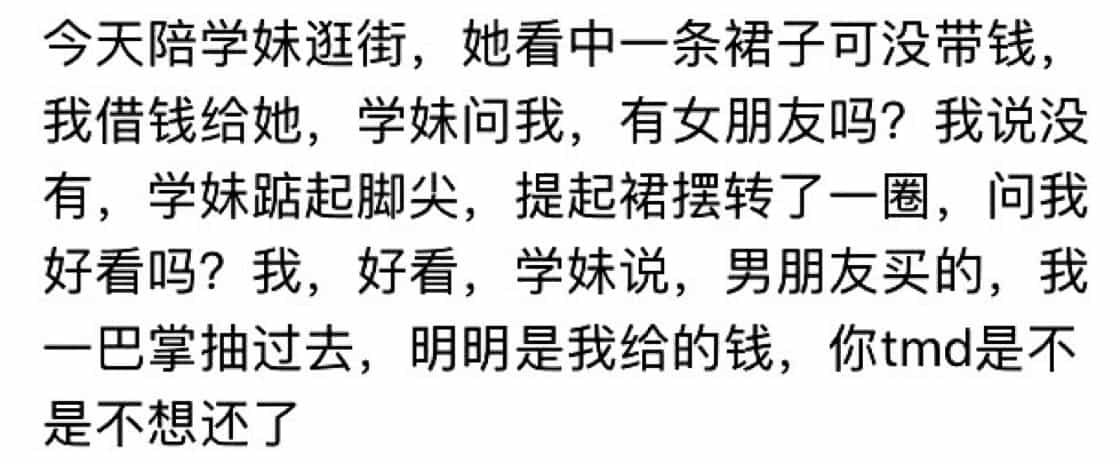 今天陪学妹逛街，她看中一条裙子可没带钱，
我借钱给她，学妹问我，有女朋友吗？我说没
有，学妹踮起脚尖，提起裙摆转了一圈，问我
好看吗？我，好看，学妹说，男朋友买的，我
一巴掌抽过去，明明是我给的钱，你tmd是不
是不想还了